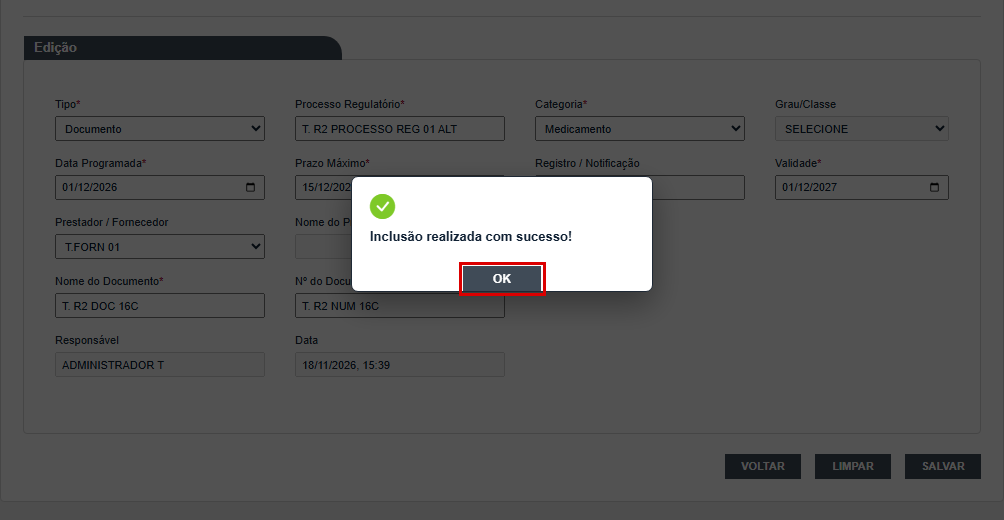 Edição
Tipo* Processo Regulatório* Categoria* Grau/Classe
Documento T. R2 PROCESSO REG 01 ALT Medicamento SELECIONE
Data Programada* Prazo Máximo* Registro / Notificação Validade*
01/12/2026 15/12/202 01/12/2027
Prestador / Fornecedor Nome do P
T.FORN 01
Inclusão realizada com sucesso!
OK
Nome do Documento* Nº do Docu
T. R2 DOC 16C T. R2 NUM 16C
Responsável Data
ADMINISTRADOR T 18/11/2026, 15:39
VOLTAR LIMPAR SALVAR